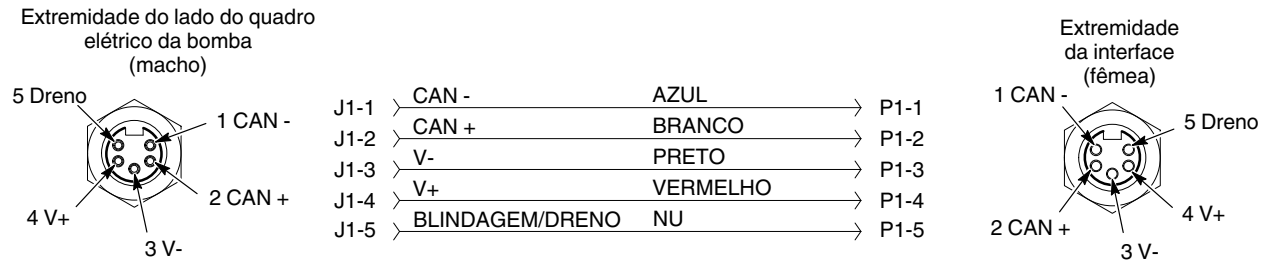 Extremidade do lado do quadro
elétrico da bomba
(macho)
5 Dreno
1 CAN -
2 CAN +
4 V+
3 V-
J1-1 CAN - AZUL P1-1
J1-2 CAN + BRANCO P1-2
J1-3 V- PRETO P1-3
J1-4 V+ VERMELHO P1-4
J1-5 BLINDAGEM/DRENO NU P1-5
Extremidade
da interface
(fêmea)
1 CAN -
5 Dreno
2 CAN +
4 V+
3 V-